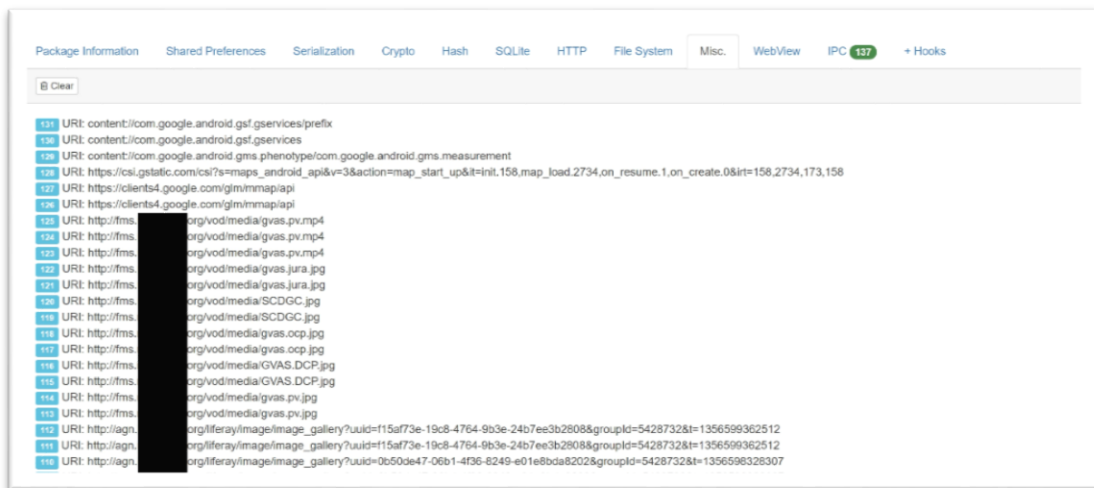 Package Information Shared Preferences Serialization Crypto Hash SQLite HTTP File System Misc. WebView IPC 137 + Hooks
Clear
131 URI: content://com.google.android.gsf.gservices/prefix
130 URI: content://com.google.android.gsf.gservices
129 URI: content://com.google.android.gms.phenotype/com.google.android.gms.measurement
128 URI: https://csi.gstatic.com/csi?s=maps_android_api&v=3&action=map_start_up&it=init.158,map_load.2734,on_resume.1,on_create.0&irt=158,2734,173,158
127 URI: https://clients4.google.com/glm/mmap/api
126 URI: https://clients4.google.com/glm/mmap/api
125 URI: http://fms. org/vod/media/gvas.pv.mp4
124 URI: http://fms. org/vod/media/gvas.pv.mp4
123 URI: http://fms. org/vod/media/gvas.pv.mp4
122 URI: http://fms. org/vod/media/gvas.jura.jpg
121 URI: http://fms. org/vod/media/gvas.jura.jpg
120 URI: http://fms. org/vod/media/SCDGC.jpg
119 URI: http://fms. org/vod/media/SCDGC.jpg
118 URI: http://fms. org/vod/media/gvas.ocp.jpg
117 URI: http://fms. org/vod/media/gvas.ocp.jpg
116 URI: http://fms. org/vod/media/GVAS.DCP.jpg
115 URI: http://fms. org/vod/media/GVAS.DCP.jpg
114 URI: http://fms. org/vod/media/gvas.pv.jpg
113 URI: http://fms. org/vod/media/gvas.pv.jpg
112 URI: http://agn. org/liferay/image/image_gallery?uuid=f15af73e-19c8-4764-9b3e-24b7ee3b2808&groupId=5428732&t=1356599362512
111 URI: http://agn. org/liferay/image/image_gallery?uuid=f15af73e-19c8-4764-9b3e-24b7ee3b2808&groupId=5428732&t=1356599362512
110 URI: http://agn. org/liferay/image/image_gallery?uuid=0b50de47-06b1-4f36-8249-e01e8bda8202&groupId=5428732&t=1356598328307